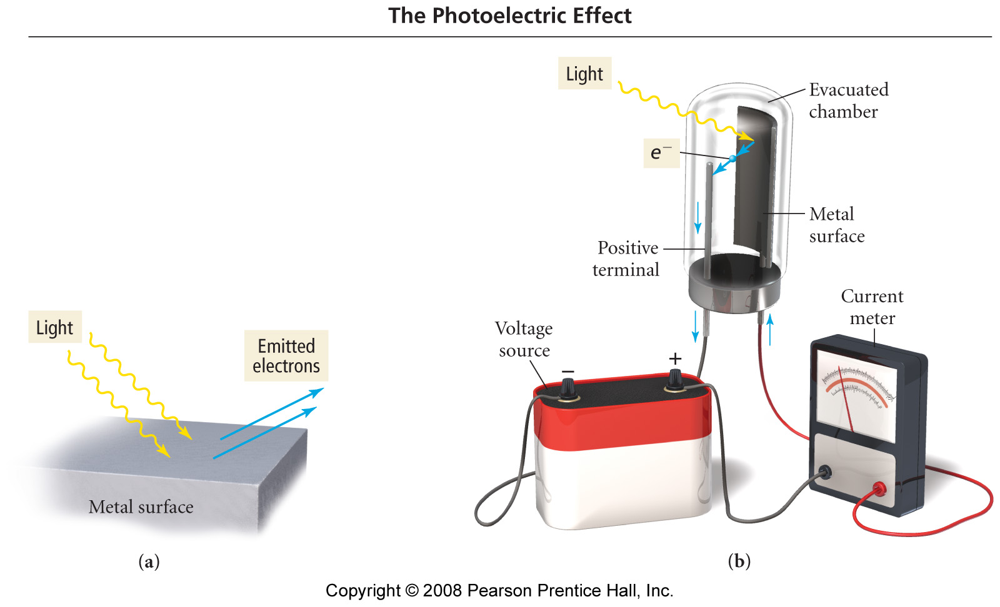 The Photoelectric Effect
Light
Emitted
electrons
Metal surface
(a)
Light
Evacuated
chamber
e−
Metal
surface
Positive
terminal
Current
meter
Voltage
source
−
+
(b)
Copyright © 2008 Pearson Prentice Hall, Inc.